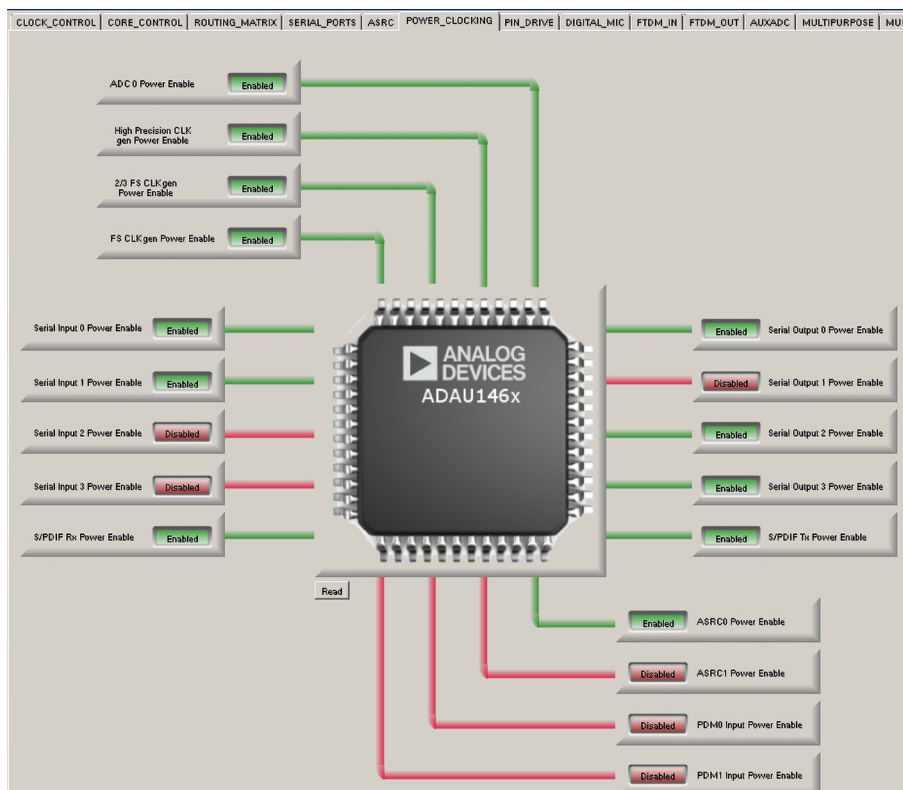 CLOCK_CONTROL CORE_CONTROL ROUTING_MATRIX SERIAL_PORTS ASRC POWER_CLOCKING PIN_DRIVE DIGITAL_MIC FTDM_IN FTDM_OUT AUXADC MULTIPURPOSE MU
ADC 0 Power Enable Enabled
High Precision CLK
gen Power Enable Enabled
2/3 FS CLKgen
Power Enable Enabled
FS CLKgen Power Enable Enabled
Serial Input 0 Power Enable Enabled
Serial Input 1 Power Enable Enabled
Serial Input 2 Power Enable Disabled
Serial Input 3 Power Enable Disabled
S/PDIF Rx Power Enable Enabled
ANALOG
DEVICES
ADAU146x
Enabled Serial Output 0 Power Enable
Disabled Serial Output 1 Power Enable
Enabled Serial Output 2 Power Enable
Enabled Serial Output 3 Power Enable
Enabled S/PDIF Tx Power Enable
Read
Enabled ASRC0 Power Enable
Disabled ASRC1 Power Enable
Disabled PDM0 Input Power Enable
Disabled PDM1 Input Power Enable